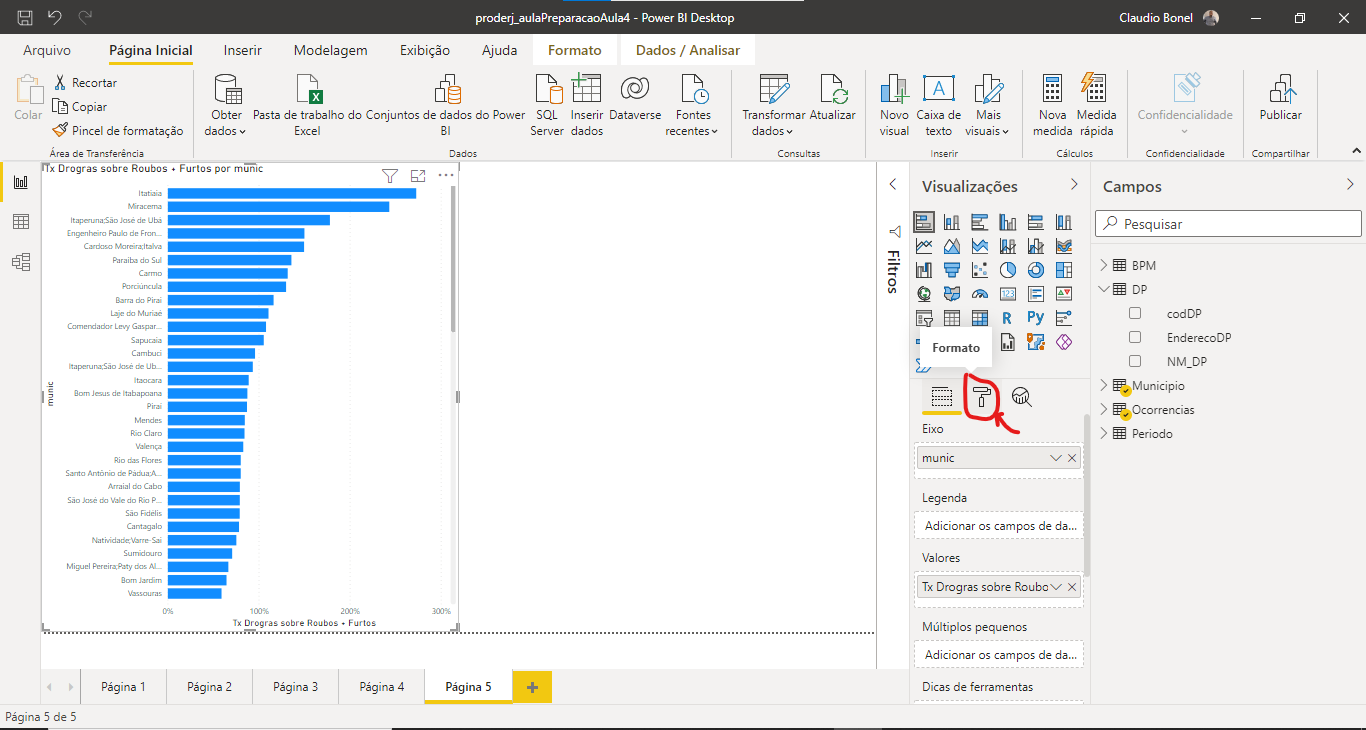 proderj_aulaPreparacaoAula4 - Power BI Desktop
Claudio Bonel
Arquivo
Página Inicial
Inserir
Modelagem
Exibição
Ajuda
Formato
Dados / Analisar
Colar
Recortar
Copiar
Pincel de formatação
Área de Transferência
Obter
dados
Pasta de trabalho do
Excel
Conjuntos de dados do Power
BI
SQL
Server
Inserir
dados
Dataverse
Fontes
recentes
Dados
Transformar
dados
Atualizar
Consultas
Novo
visual
Caixa de
texto
Mais
visuais
Inserir
Nova
medida
Medida
rápida
Cálculos
Confidencialidade
Confidencialidade
Publicar
Compartilhar
Tx Drogras sobre Roubos + Furtos por munic
munic
Itatiaia
Miracema
Itaperuna;São José de Ubá
Engenheiro Paulo de Fron...
Cardoso Moreira;Italva
Paraíba do Sul
Carmo
Porciúncula
Barra do Piraí
Laje do Muriaé
Comendador Levy Gaspar...
Sapucaia
Cambuci
Itaperuna;São José de Ub...
Itaocara
Bom Jesus de Itabapoana
Piraí
Mendes
Rio Claro
Valença
Rio das Flores
Santo Antônio de Pádua;A...
Arraial do Cabo
São José do Vale do Rio P...
São Fidélis
Cantagalo
Natividade;Varre-Sai
Sumidouro
Miguel Pereira;Paty dos Al...
Bom Jardim
Vassouras
0%
100%
200%
300%
Tx Drogras sobre Roubos + Furtos
Filtros
Visualizações
123
R
Py
Formato
Eixo
munic
Legenda
Adicionar os campos de da...
Valores
Tx Drogras sobre Roubo
Múltiplos pequenos
Adicionar os campos de da...
Dicas de ferramentas
Campos
Pesquisar
BPM
DP
codDP
EnderecoDP
NM_DP
Municipio
Ocorrencias
Periodo
Página 1
Página 2
Página 3
Página 4
Página 5
Página 5 de 5